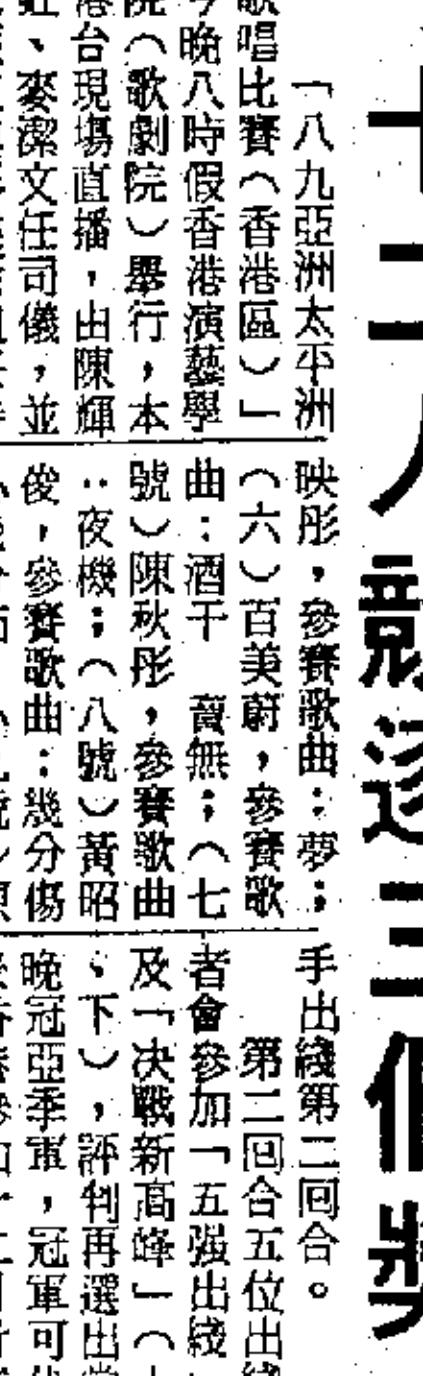 十二人競逐三個獎
「八九亞洲太平洲
歌唱比賽(香港區)」
今晚八時假香港演藝學
院(歌劇院)舉行,本
港台現場直播,由陳輝
虹、麥潔文任司儀,並
映彤,參賽歌曲:夢;
(六)百美蔚,參賽歌
曲:酒干 賣無;(七
號)陳秋彤,參賽歌曲
:夜機;(八號)黃昭
俊,參賽歌曲:幾分傷
手出綫第二回合。
第二回合五位出綫
者會參加「五强出綫」
及「决戰新高峰」(上
、下),評判再選出當
晚冠亞季軍,冠軍可代